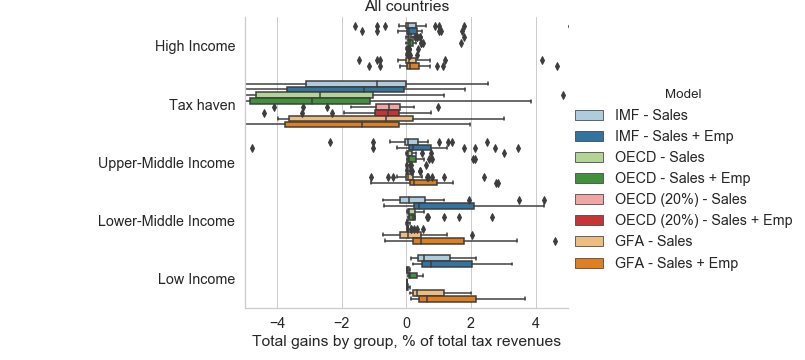 All countries
High Income
Tax haven
Upper-Middle Income
Lower-Middle Income
Low Income
−4 −2 0 2 4
Total gains by group, % of total tax revenues
Model
IMF - Sales
IMF - Sales + Emp
OECD - Sales
OECD - Sales + Emp
OECD (20%) - Sales
OECD (20%) - Sales + Emp
GFA - Sales
GFA - Sales + Emp